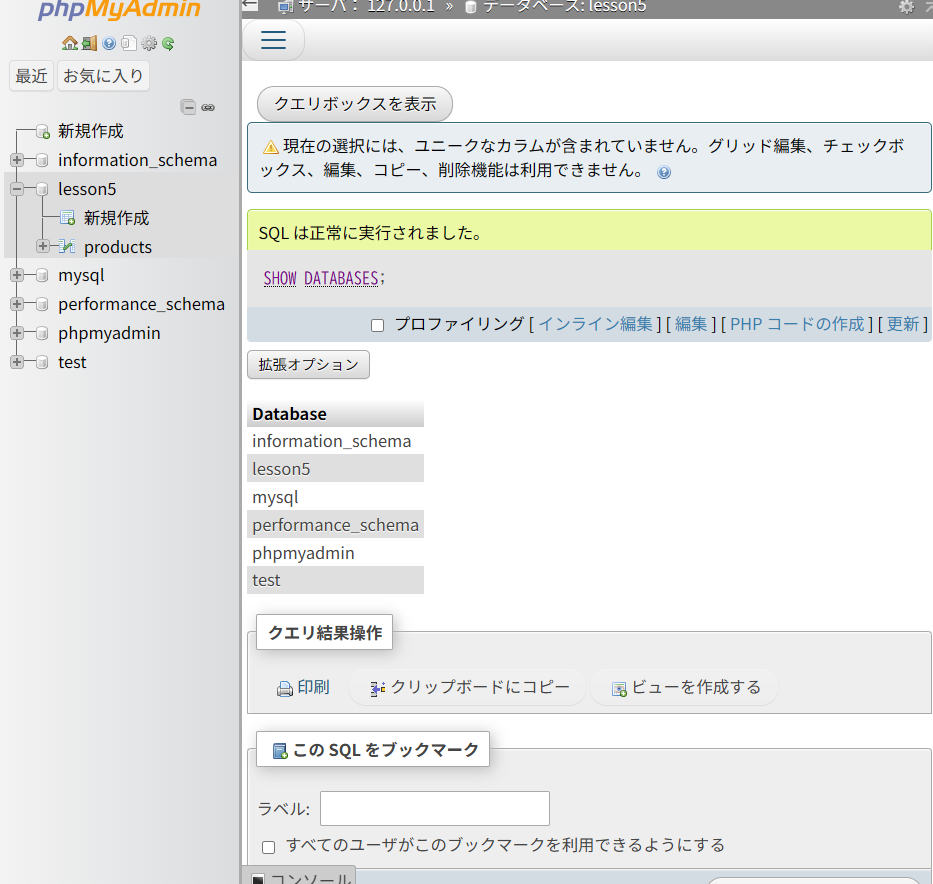 phpMyAdmin
最近 お気に入り
新規作成
information_schema
lesson5
新規作成
products
mysql
performance_schema
phpmyadmin
test
サーバ： 127.0.0.1 » データベース: lesson5
クエリボックスを表示
現在の選択には、ユニークなカラムが含まれていません。グリッド編集、チェックボ
ックス、編集、コピー、削除機能は利用できません。
SQL は正常に実行されました。
SHOW DATABASES;
プロファイリング [ インライン編集 ] [ 編集 ] [ PHP コードの作成 ] [ 更新 ]
拡張オプション
Database
information_schema
lesson5
mysql
performance_schema
phpmyadmin
test
クエリ結果操作
印刷 クリップボードにコピー ビューを作成する
この SQL をブックマーク
ラベル:
すべてのユーザがこのブックマークを利用できるようにする
コンソール